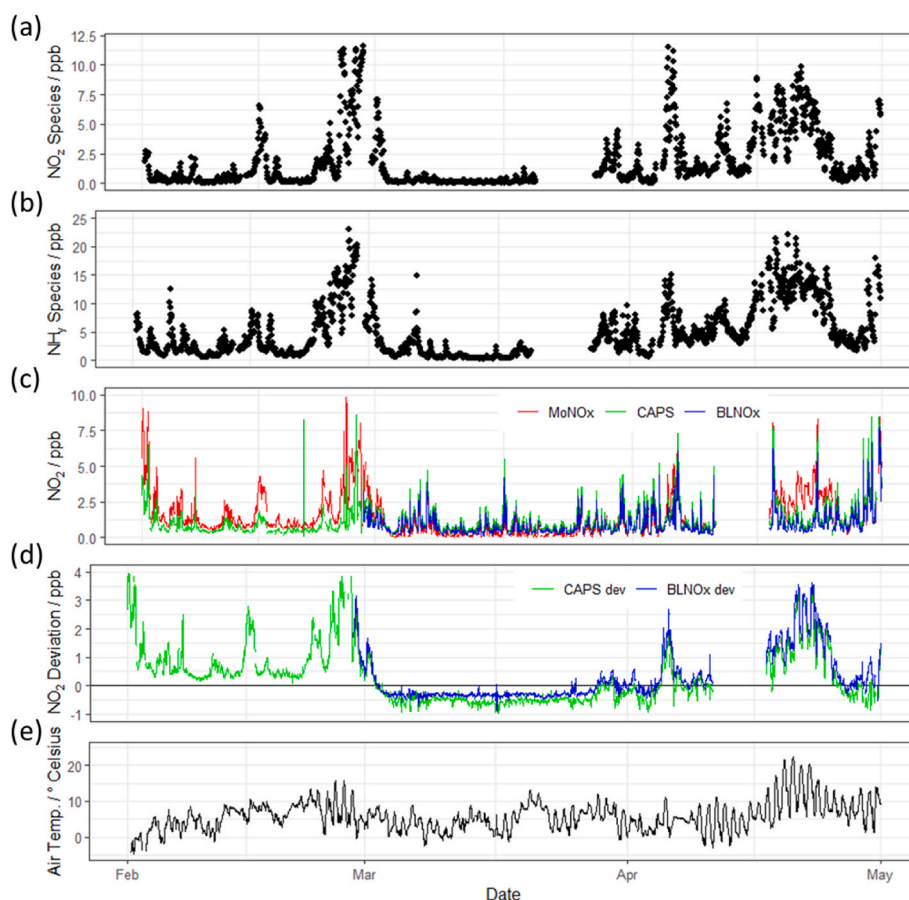 (a)
NOz Species / ppb
12.5
10.0
7.5
5.0
2.5
0.0
(b)
NHy Species / ppb
25
20
15
10
5
0
(c)
NO2 / ppb
10.0
7.5
5.0
2.5
0.0
MoNOx CAPS BLNOx
(d)
NO2 Deviation / ppb
4
3
2
1
0
-1
CAPS dev BLNOx dev
(e)
Air Temp. / ° Celsius
20
10
0
Feb Mar Apr May
Date